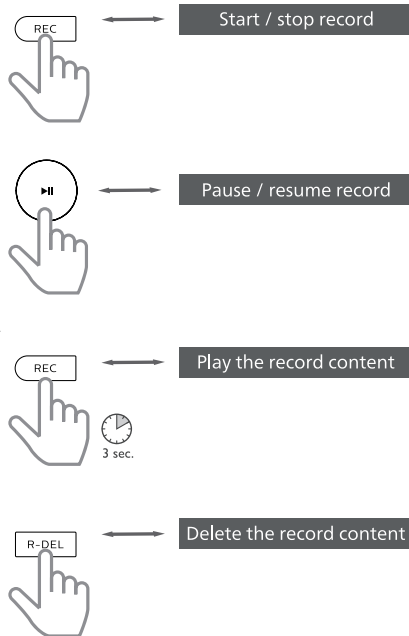 REC
Start / stop record
▶II
Pause / resume record
REC
Play the record content
3 sec.
R-DEL
Delete the record content